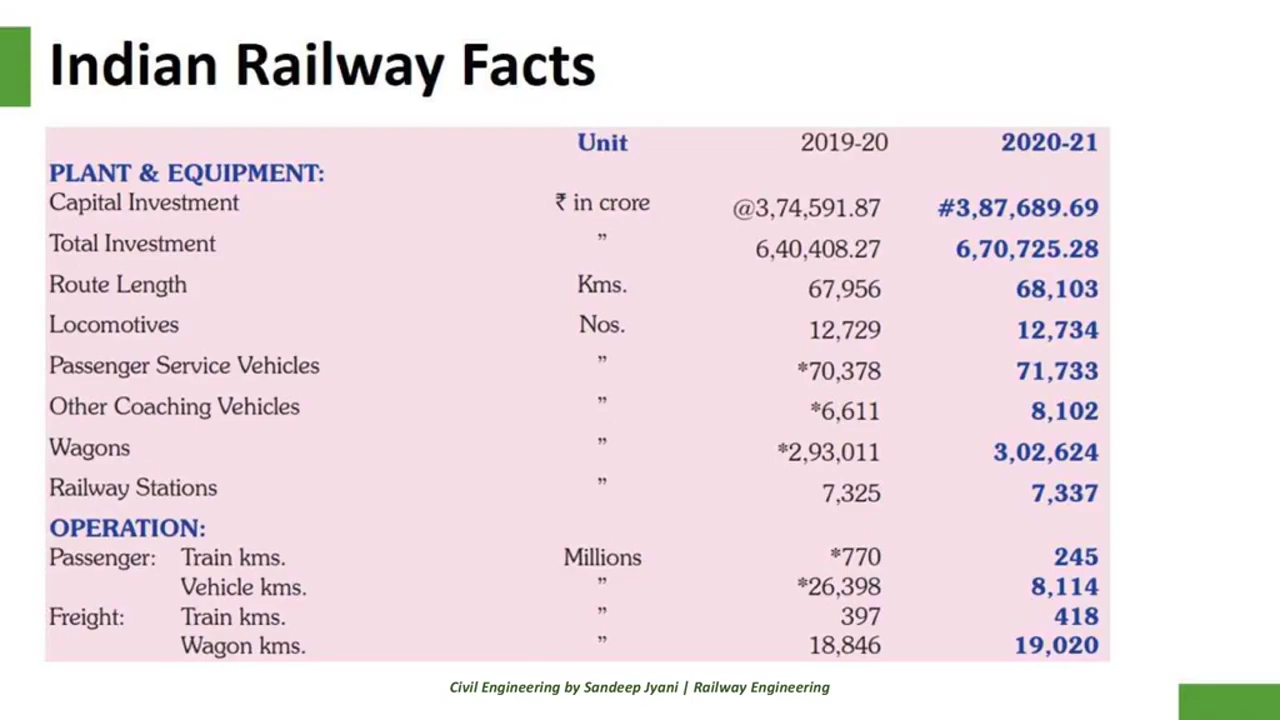 Indian Railway Facts
Unit 2019-20 2020-21
PLANT & EQUIPMENT:
Capital Investment ₹ in crore @3,74,591.87 #3,87,689.69
Total Investment ” 6,40,408.27 6,70,725.28
Route Length Kms. 67,956 68,103
Locomotives Nos. 12,729 12,734
Passenger Service Vehicles ” *70,378 71,733
Other Coaching Vehicles ” *6,611 8,102
Wagons ” *2,93,011 3,02,624
Railway Stations ” 7,325 7,337
OPERATION:
Passenger: Train kms. Millions *770 245
Vehicle kms. ” *26,398 8,114
Freight: Train kms. ” 397 418
Wagon kms. ” 18,846 19,020
Civil Engineering by Sandeep Jyani | Railway Engineering